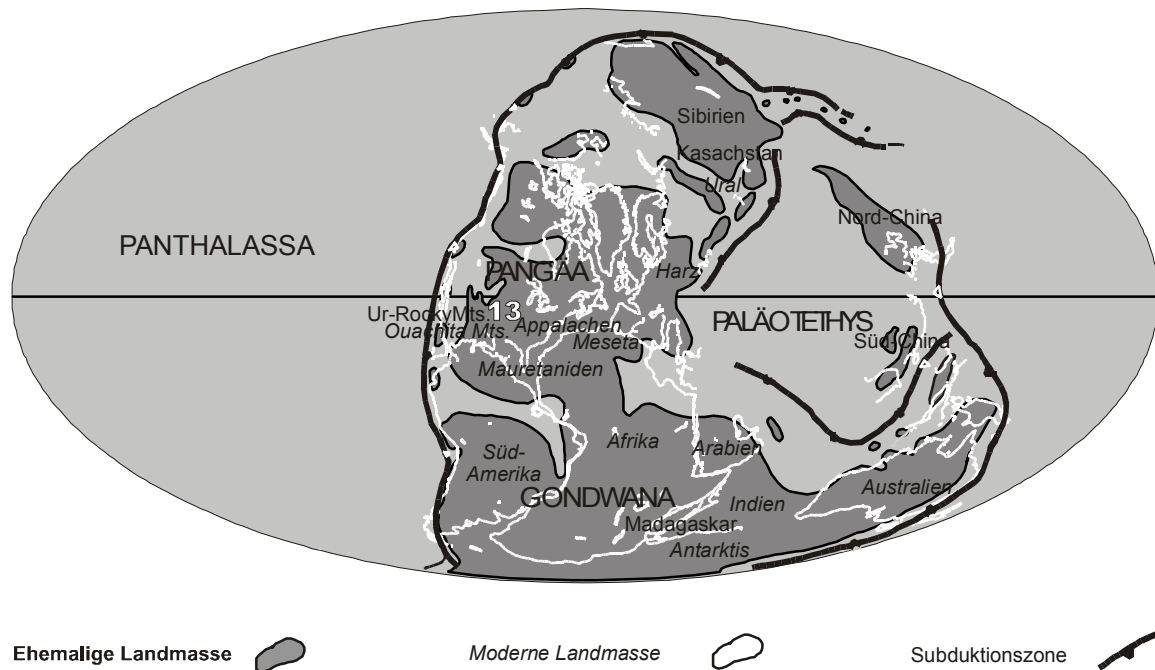 Sibirien
Kasachstan
Ural
Nord-China
PANTHALASSA
PANGÄA
Harz
Ur-RockyMts.
13
Ouachita Mts.
Appalachen
PALÄOTETHYS
Meseta
Süd-China
Mauretaniden
Afrika
Arabien
Süd-
Amerika
Australien
GONDWANA
Indien
Madagaskar
Antarktis
Ehemalige Landmasse
Moderne Landmasse
Subduktionszone